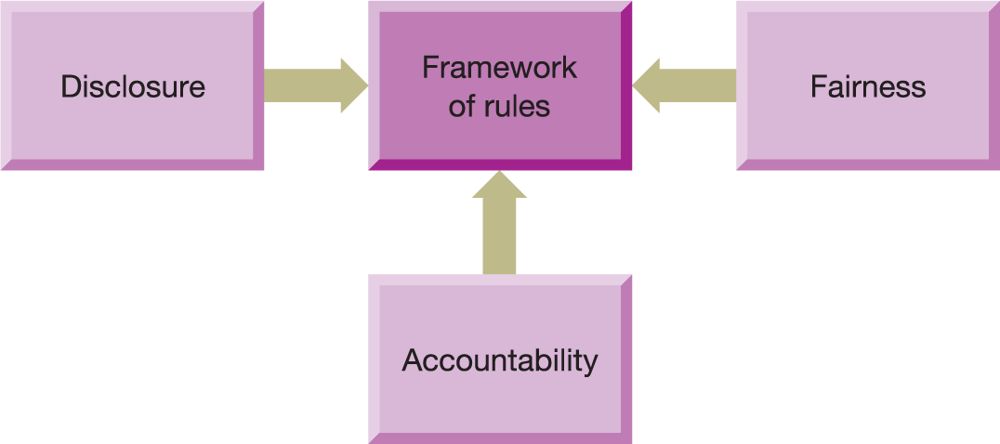 Disclosure
Framework
of rules
Fairness
Accountability